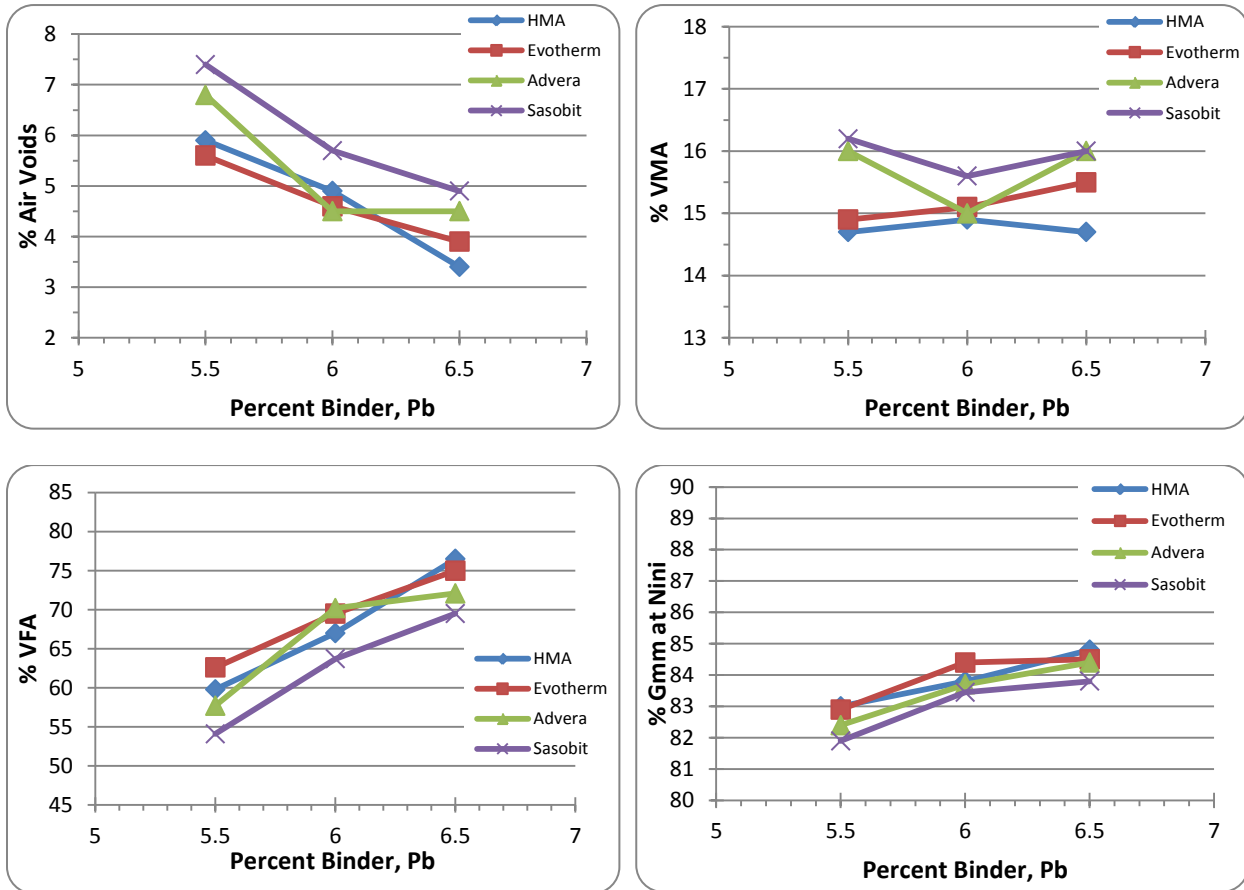 % Air Voids
8
7
6
5
4
3
2
5
5.5
6
6.5
7
Percent Binder, Pb
HMA
Evotherm
Advera
Sasobit
% VMA
18
17
16
15
14
13
5
5.5
6
6.5
7
Percent Binder, Pb
HMA
Evotherm
Advera
Sasobit
% VFA
85
80
75
70
65
60
55
50
45
5
5.5
6
6.5
7
Percent Binder, Pb
HMA
Evotherm
Advera
Sasobit
% Gmm at Nini
90
89
88
87
86
85
84
83
82
81
80
5
5.5
6
6.5
7
Percent Binder, Pb
HMA
Evotherm
Advera
Sasobit